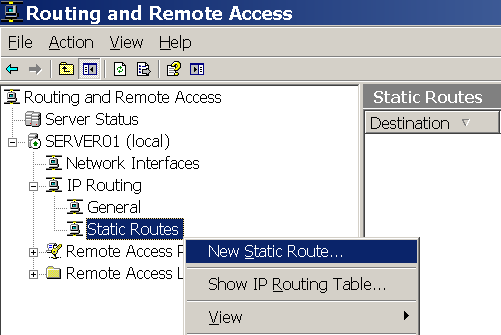 Routing and Remote Access
File Action View Help
Routing and Remote Access
Server Status
SERVER01 (local)
Network Interfaces
IP Routing
General
Static Routes
Remote Access P
Remote Access L
Static Routes
Destination
New Static Route...
Show IP Routing Table...
View